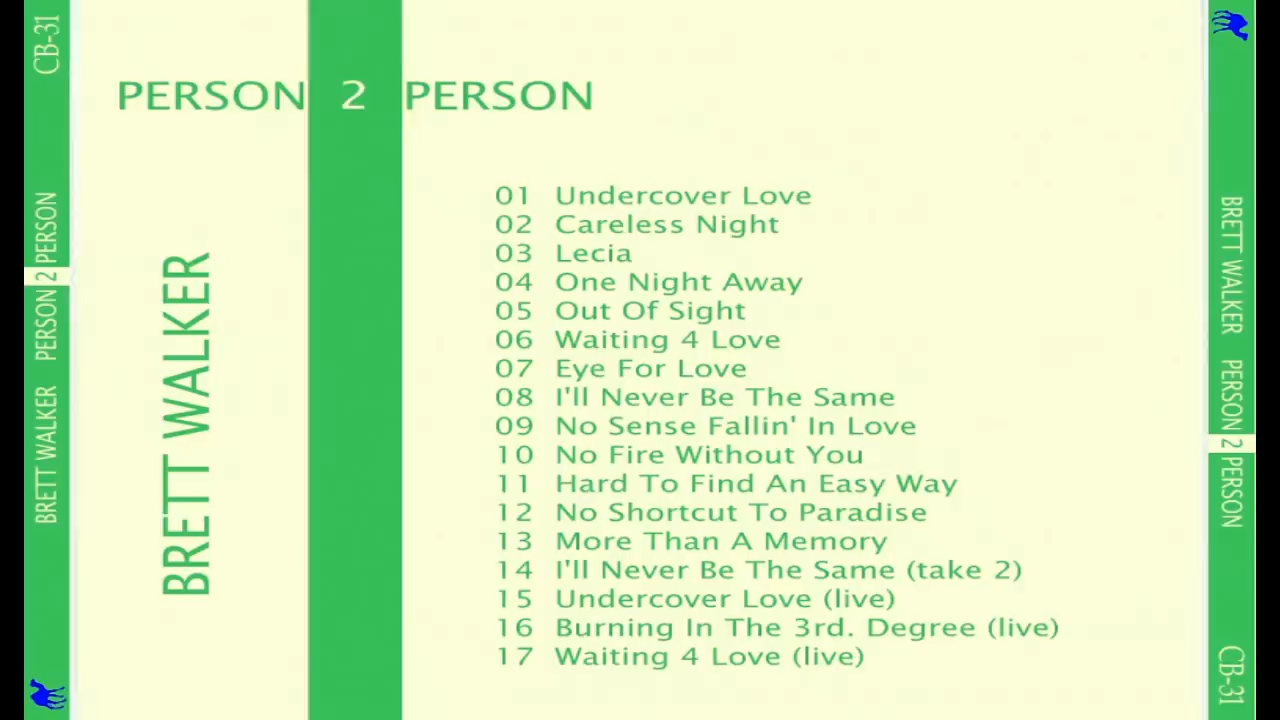 CB-31
BRETT WALKER PERSON 2 PERSON
PERSON 2 PERSON
BRETT WALKER
01 Undercover Love
02 Careless Night
03 Lecia
04 One Night Away
05 Out Of Sight
06 Waiting 4 Love
07 Eye For Love
08 I'll Never Be The Same
09 No Sense Fallin' In Love
10 No Fire Without You
11 Hard To Find An Easy Way
12 No Shortcut To Paradise
13 More Than A Memory
14 I'll Never Be The Same (take 2)
15 Undercover Love (live)
16 Burning In The 3rd. Degree (live)
17 Waiting 4 Love (live)
BRETT WALKER PERSON 2 PERSON
CB-31